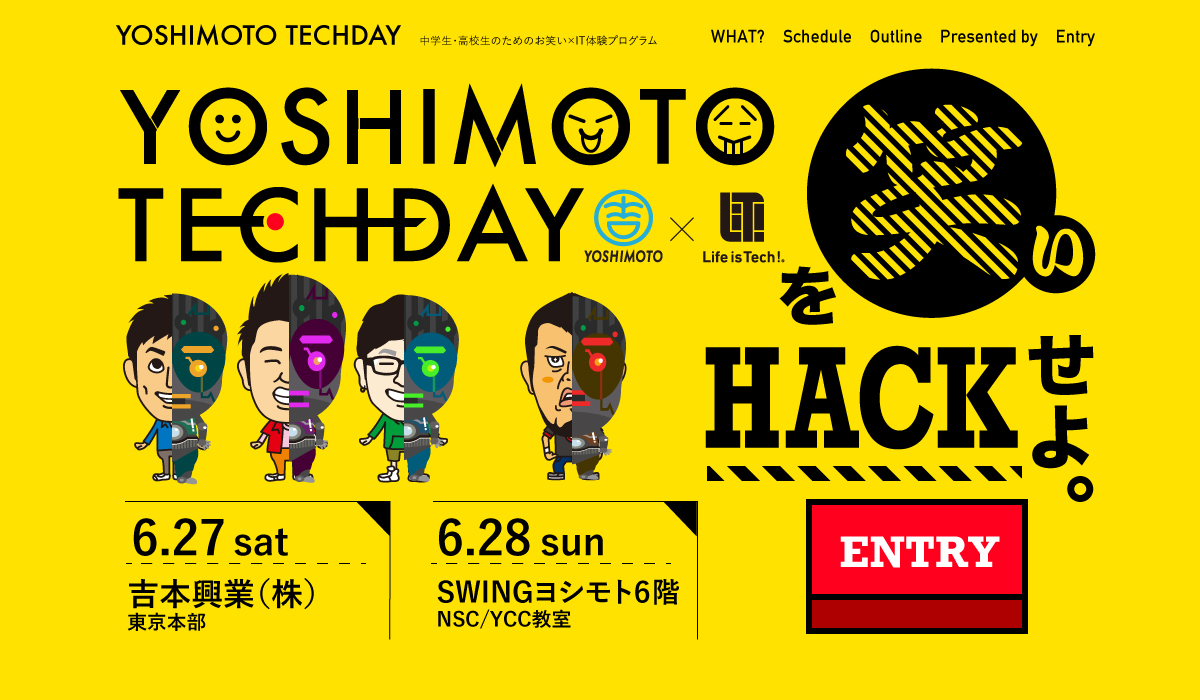 YOSHIMOTO TECHDAY 中学生・高校生のためのお笑い×IT体験プログラム WHAT? Schedule Outline Presented by Entry
YOSHIMOTO
TECHDAY
吉
YOSHIMOTO
×
LiT!
Life is Tech!®
笑い
を
HACK
せよ。
6.27 sat
吉本興業(株)
東京本部
6.28 sun
SWINGヨシモト6階
NSC/YCC教室
ENTRY